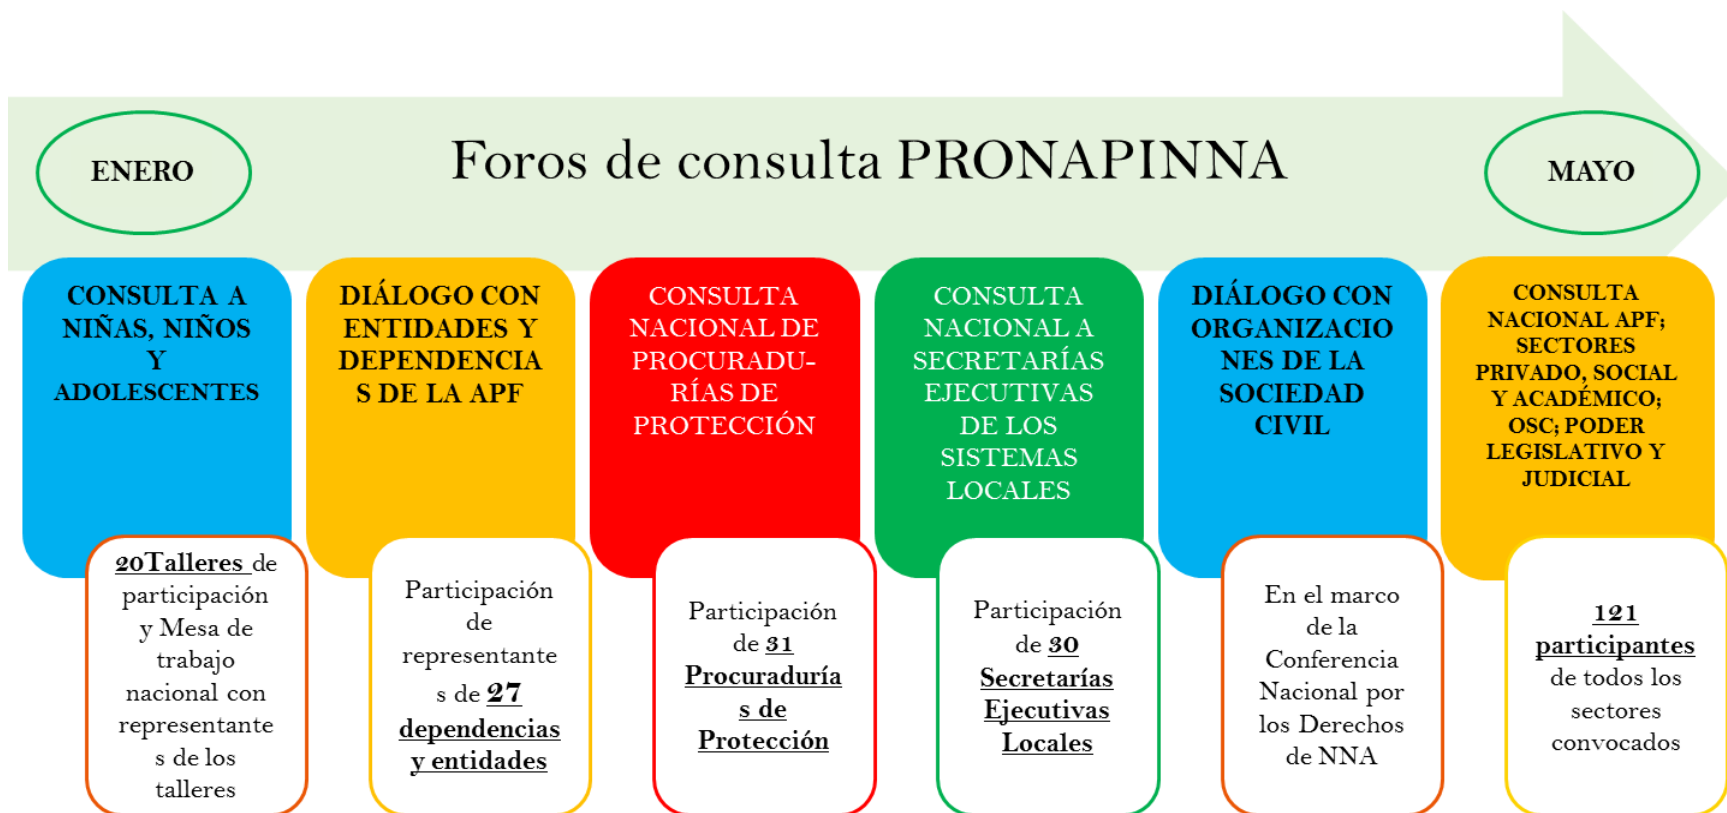 ENERO
Foros de consulta PRONAPINNA
MAYO
CONSULTA A
NIÑAS, NIÑOS
Y
ADOLESCENTES
20Talleres de
participación
y Mesa de
trabajo
nacional con
representante
s de los
talleres
DIÁLOGO CON
ENTIDADES Y
DEPENDENCIA
S DE LA APF
Participación
de
representante
s de 27
dependencias
y entidades
CONSULTA
NACIONAL DE
PROCURADU-
RÍAS DE
PROTECCIÓN
Participación
de 31
Procuraduría
s de
Protección
CONSULTA
NACIONAL A
SECRETARÍAS
EJECUTIVAS
DE LOS
SISTEMAS
LOCALES
Participación
de 30
Secretarías
Ejecutivas
Locales
DIÁLOGO CON
ORGANIZACIO
NES DE LA
SOCIEDAD
CIVIL
En el marco
de la
Conferencia
Nacional por
los Derechos
de NNA
CONSULTA
NACIONAL APF;
SECTORES
PRIVADO, SOCIAL
Y ACADÉMICO;
OSC; PODER
LEGISLATIVO Y
JUDICIAL
121
participantes
de todos los
sectores
convocados